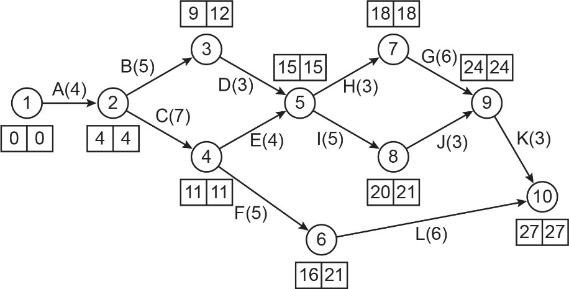 9 12
18 18
3
7
B(5)
G(6)
D(3)
15 15
24 24
A(4)
H(3)
1
2
5
9
C(7)
I(5)
J(3)
K(3)
0 0
4 4
E(4)
4
8
11 11
20 21
10
F(5)
L(6)
6
27 27
16 21